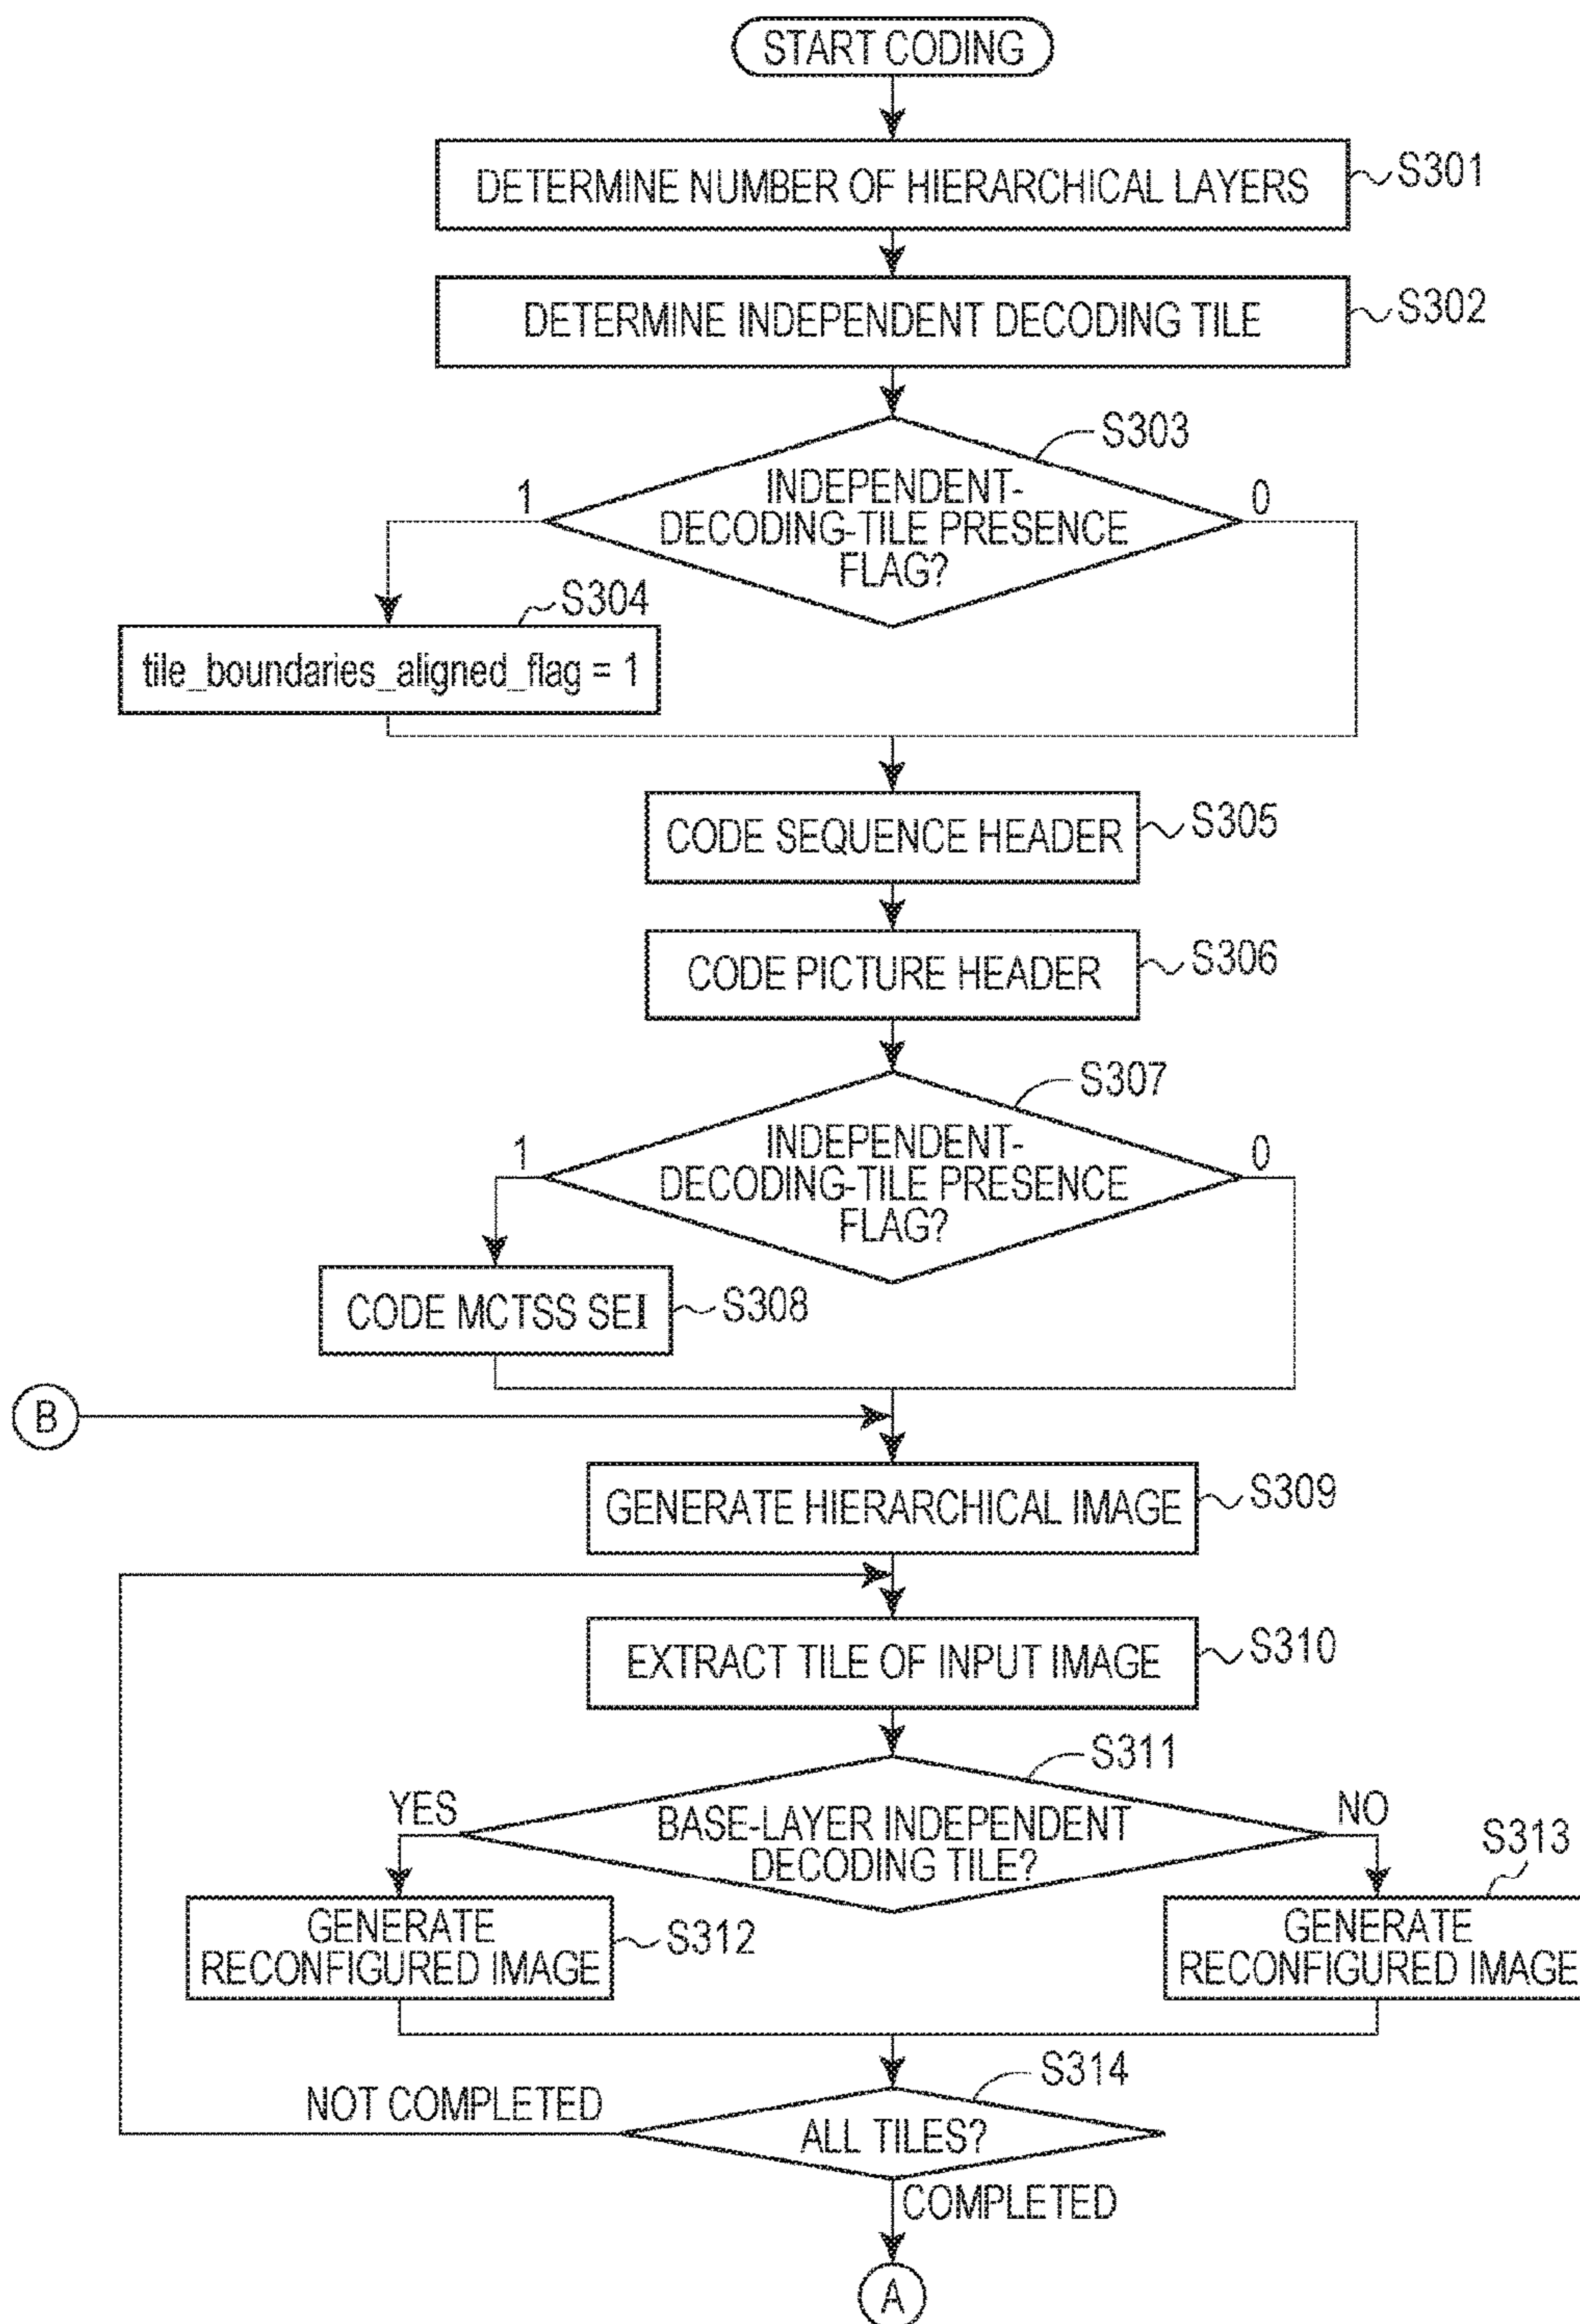 START CODING
DETERMINE NUMBER OF HIERARCHICAL LAYERS
S301
DETERMINE INDEPENDENT DECODING TILE
S302
S303
INDEPENDENT-
DECODING-TILE PRESENCE
FLAG?
1
0
S304
tile_boundaries_aligned_flag = 1
CODE SEQUENCE HEADER
S305
CODE PICTURE HEADER
S306
S307
INDEPENDENT-
DECODING-TILE PRESENCE
FLAG?
1
0
CODE MCTSS SEI
S308
B
GENERATE HIERARCHICAL IMAGE
S309
EXTRACT TILE OF INPUT IMAGE
S310
S311
BASE-LAYER INDEPENDENT
DECODING TILE?
YES
NO
S313
GENERATE
RECONFIGURED IMAGE
S312
GENERATE
RECONFIGURED IMAGE
S314
NOT COMPLETED
ALL TILES?
COMPLETED
A